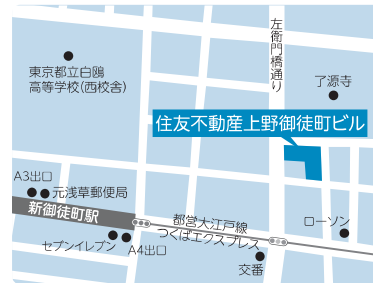 左衛門橋通り
東京都立白鴎
高等学校(西校舎)
了源寺
住友不動産上野御徒町ビル
A3出口
元浅草郵便局
新御徒町駅
都営大江戸線
つくばエクスプレス
ローソン
セブンイレブン
A4出口
交番